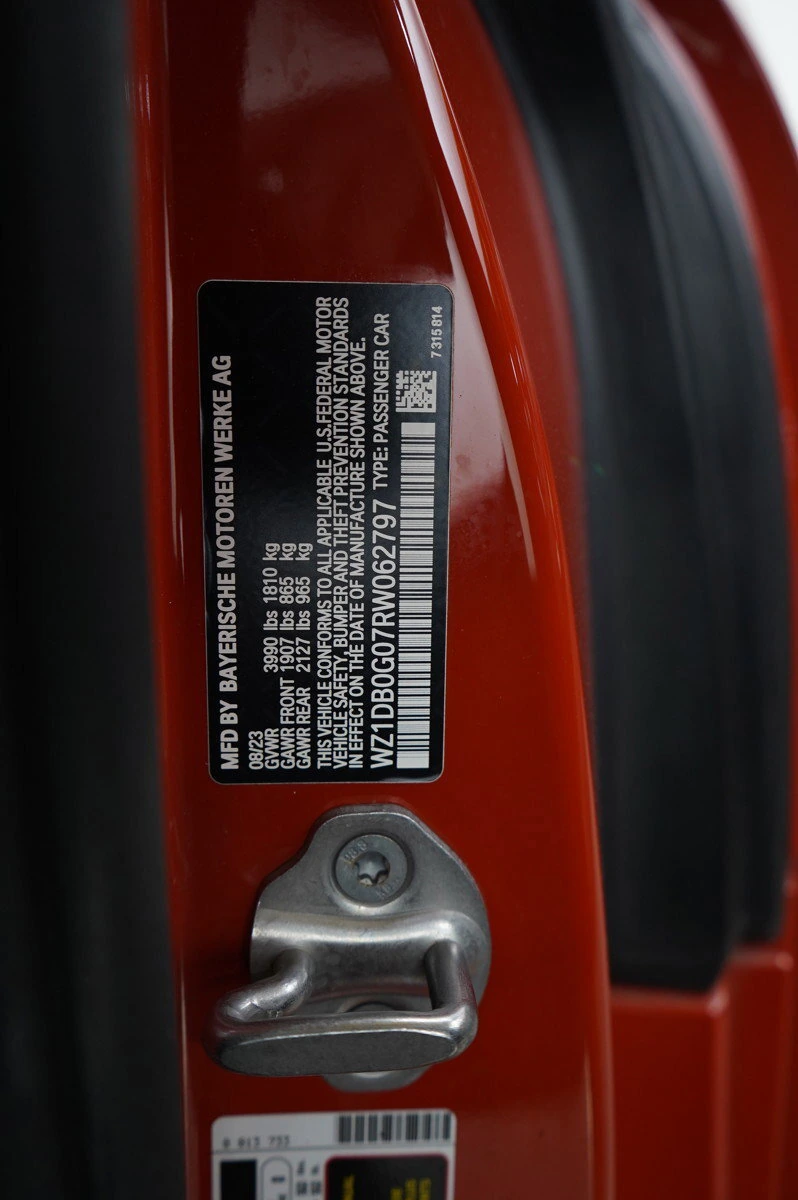 MFD BY BAYERISCHE MOTOREN WERKE AG
08/23
GVWR 3990 lbs 1810 kg
GAWR FRONT 1907 lbs 865 kg
GAWR REAR 2127 lbs 965 kg
THIS VEHICLE CONFORMS TO ALL APPLICABLE U.S.FEDERAL MOTOR
VEHICLE SAFETY, BUMPER AND THEFT PREVENTION STANDARDS
IN EFFECT ON THE DATE OF MANUFACTURE SHOWN ABOVE.
WZ1DB0G07RW062797 TYPE: PASSENGER CAR
7315814